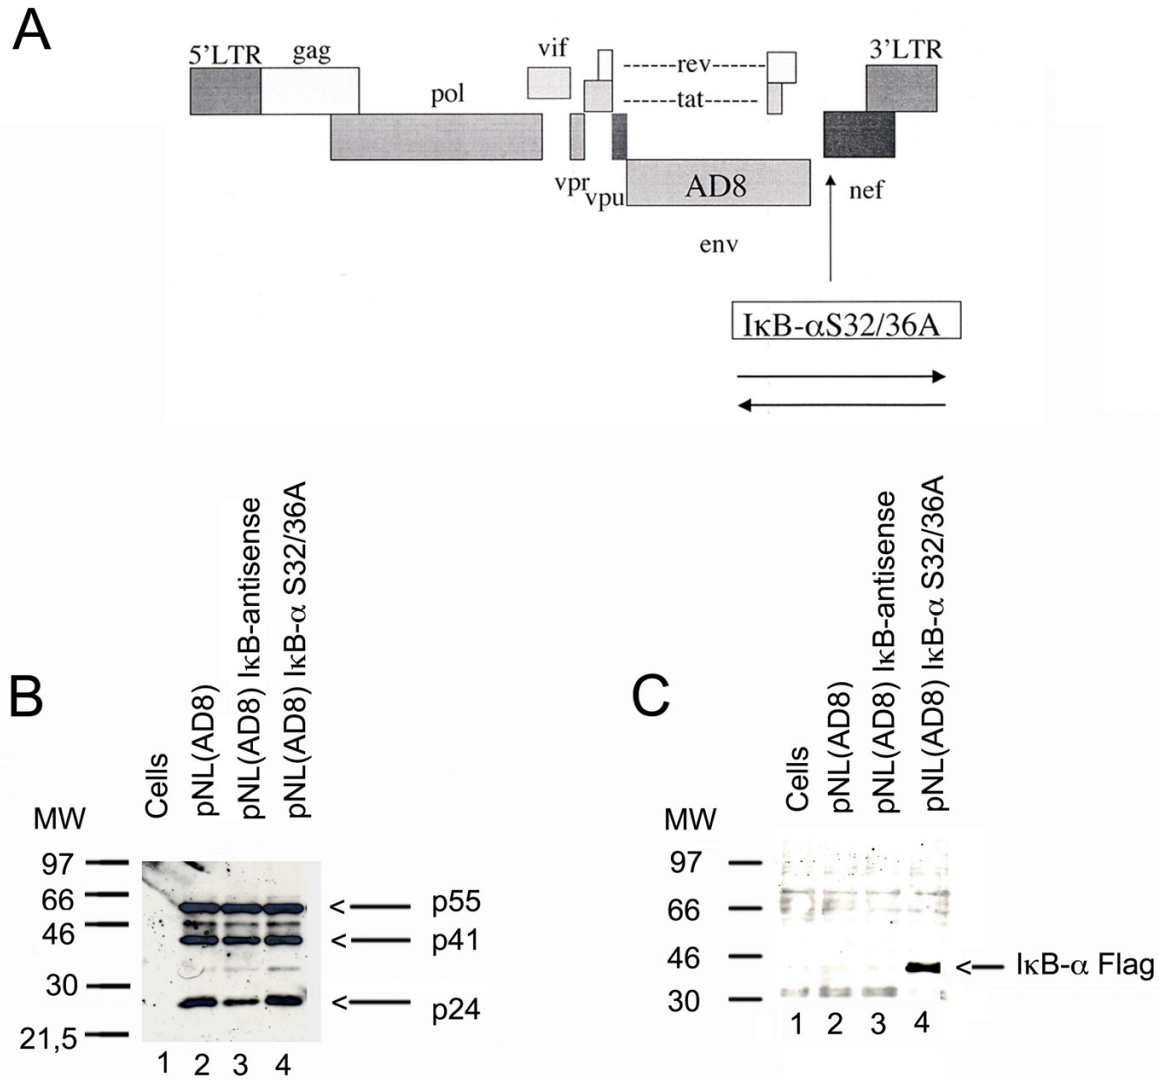 A
5'LTR
gag
pol
vif
vpr
vpu
------rev------
------tat------
AD8
env
3'LTR
nef
IκB-αS32/36A
B
MW
Cells
pNL(AD8)
pNL(AD8) IκB-antisense
pNL(AD8) IκB-α S32/36A
97
66
46
30
21,5
< p55
< p41
< p24
1 2 3 4
C
MW
Cells
pNL(AD8)
pNL(AD8) IκB-antisense
pNL(AD8) IκB-α S32/36A
97
66
46
30
< IκB-α Flag
1 2 3 4